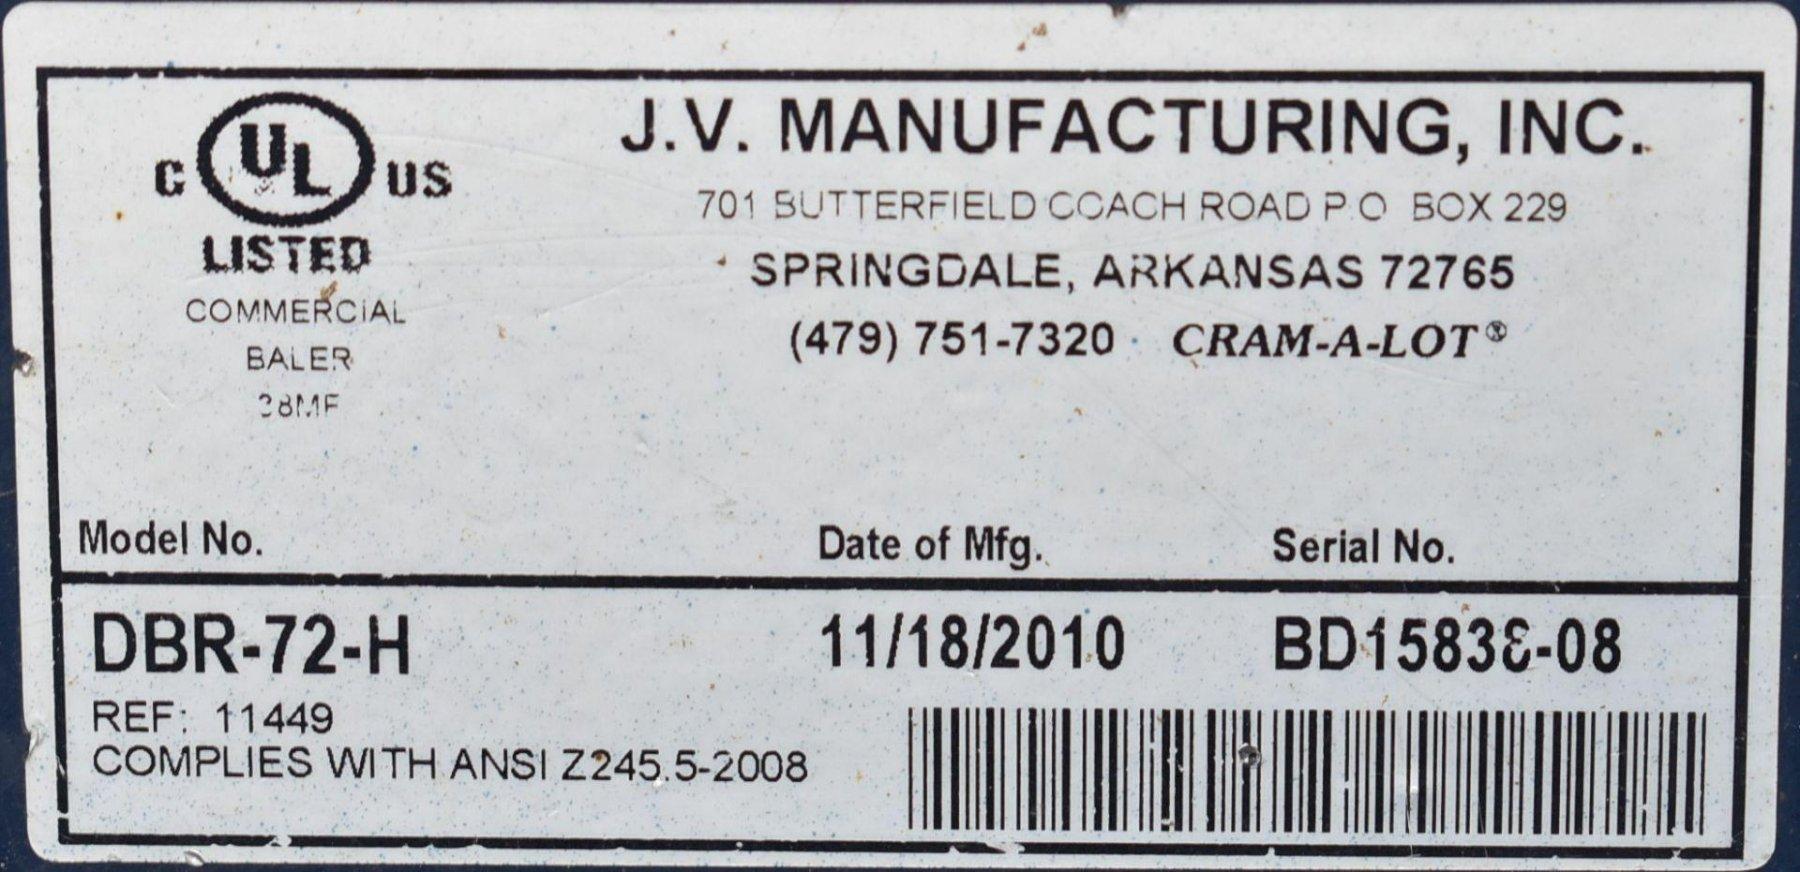 C UL US
LISTED
COMMERCIAL
BALER
J.V. MANUFACTURING, INC.
701 BUTTERFIELD COACH ROAD P.O. BOX 229
SPRINGDALE, ARKANSAS 72765
(479) 751-7320 CRAM-A-LOT®
Model No. Date of Mfg. Serial No.
DBR-72-H 11/18/2010
REF: 11449
COMPLIES WITH ANSI Z245.5-2008